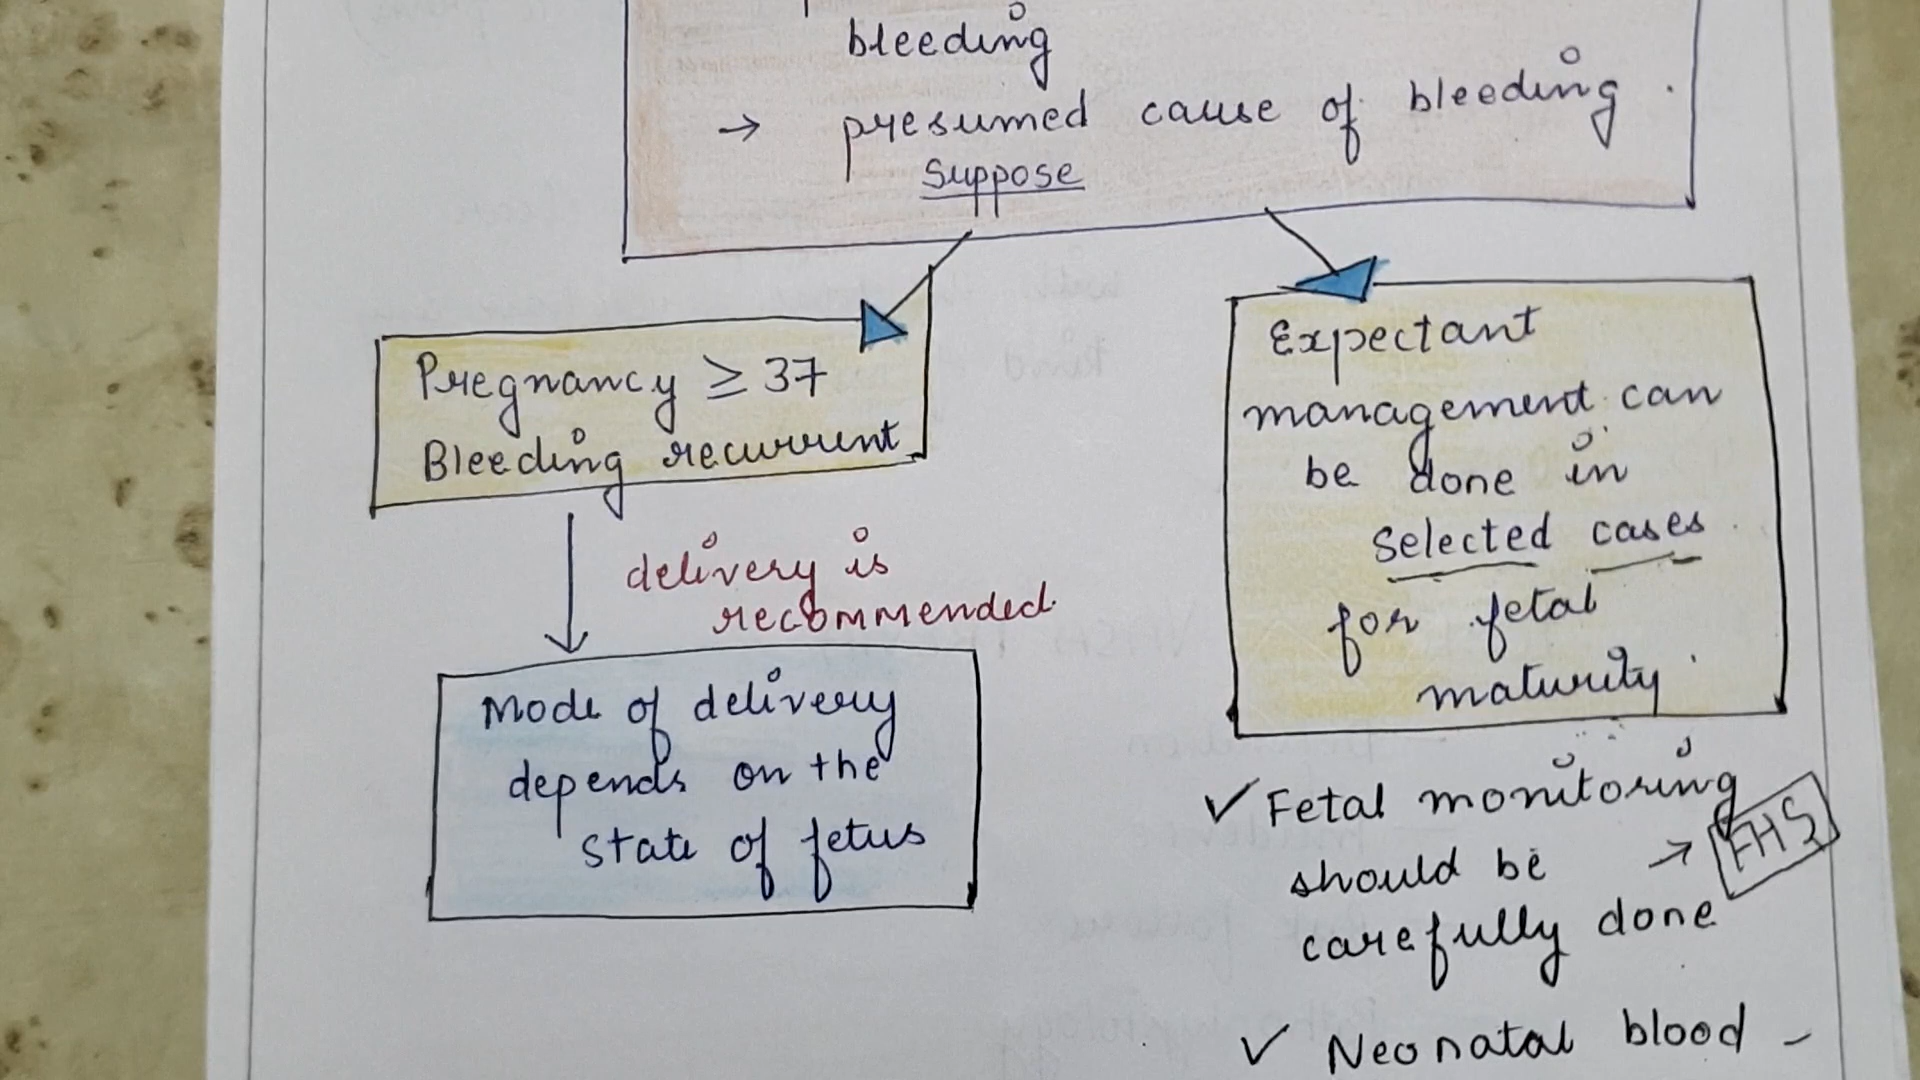 bleeding
→ presumed cause of bleeding.
Suppose
Pregnancy ≥ 37
Bleeding recurrent
delivery is
recommended.
Mode of delivery
depends on the
state of fetus
Expectant
management can
be done in
selected cases
for fetal
maturity.
✓ Fetal monitoring
should be → FHS
carefully done
✓ Neonatal blood -